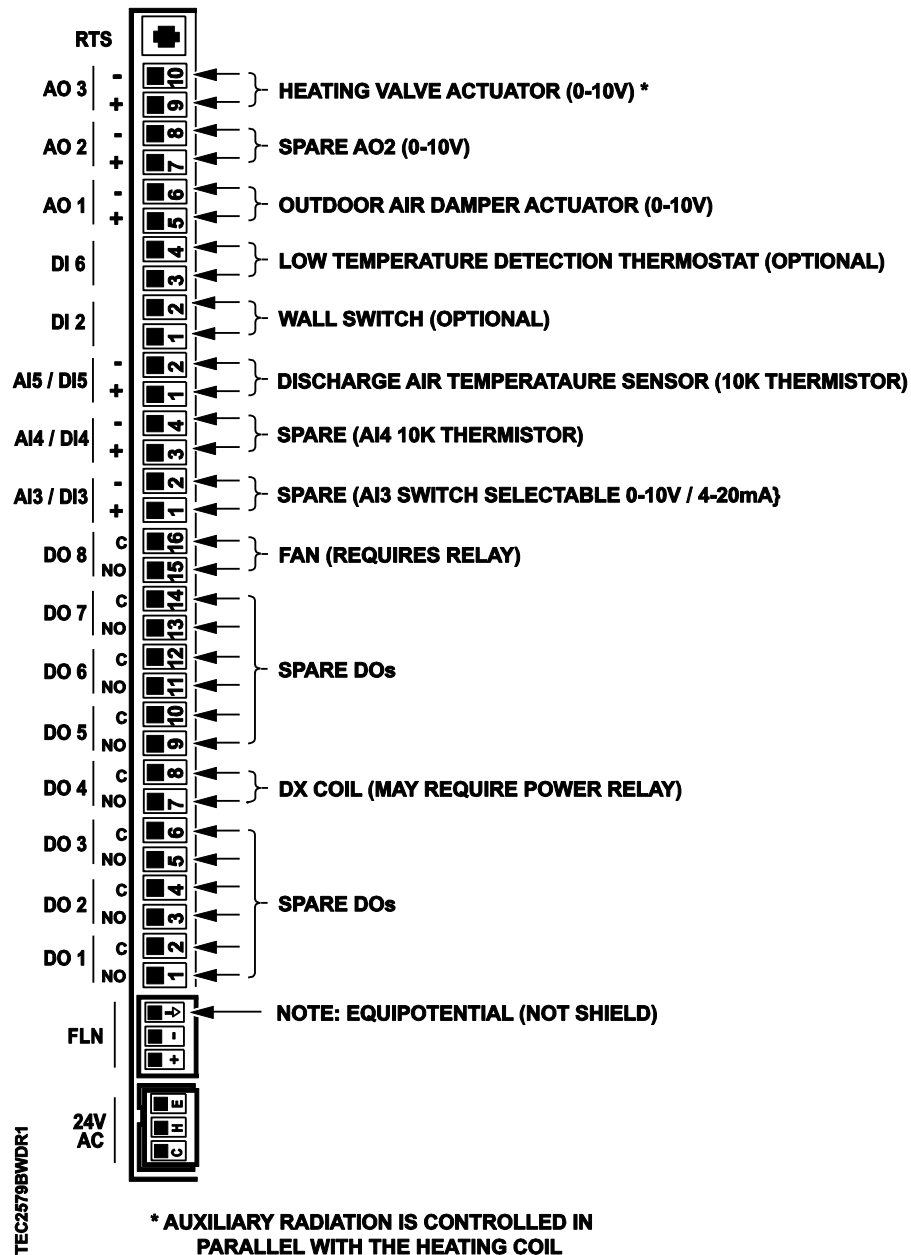 RTS
AO 3 - 10 HEATING VALVE ACTUATOR (0-10V) *
+ 9
AO 2 - 8 SPARE AO2 (0-10V)
+ 7
AO 1 - 6 OUTDOOR AIR DAMPER ACTUATOR (0-10V)
+ 5
DI 6 4 LOW TEMPERATURE DETECTION THERMOSTAT (OPTIONAL)
3
DI 2 2 WALL SWITCH (OPTIONAL)
1
AI5 / DI5 - 2 DISCHARGE AIR TEMPERATAURE SENSOR (10K THERMISTOR)
+ 1
AI4 / DI4 - 4 SPARE (AI4 10K THERMISTOR)
+ 3
AI3 / DI3 - 2 SPARE (AI3 SWITCH SELECTABLE 0-10V / 4-20mA}
+ 1
DO 8 C 16 FAN (REQUIRES RELAY)
NO 15
DO 7 C 14
NO 13
DO 6 C 12 SPARE DOs
NO 11
DO 5 C 10
NO 9
DO 4 C 8 DX COIL (MAY REQUIRE POWER RELAY)
NO 7
DO 3 C 6
NO 5
DO 2 C 4 SPARE DOs
NO 3
DO 1 C 2
NO 1
NOTE: EQUIPOTENTIAL (NOT SHIELD)
FLN -
+
24V E
AC H
C
TEC2579BWDR1
* AUXILIARY RADIATION IS CONTROLLED IN
PARALLEL WITH THE HEATING COIL